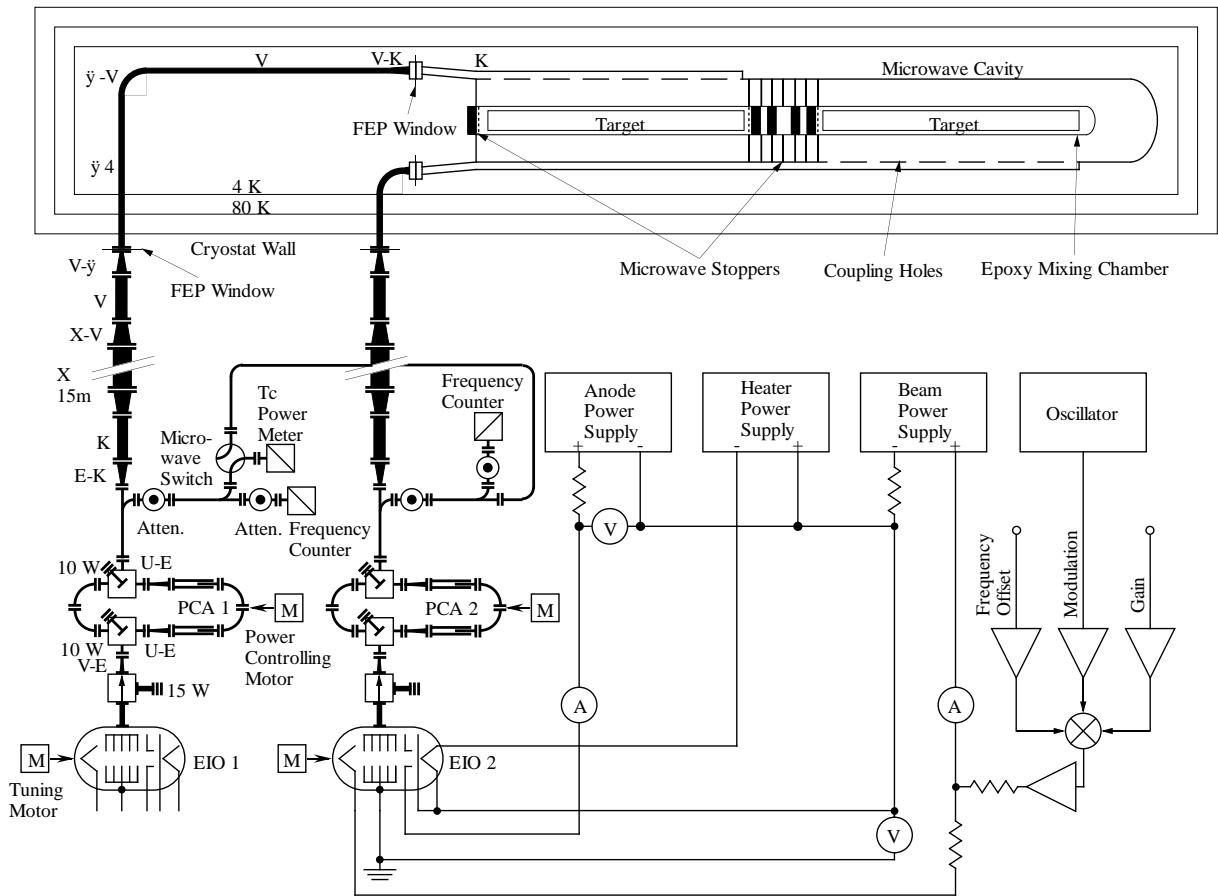 V
V-K
K
Microwave Cavity
ÿ -V
FEP Window
Target
Target
ÿ 4
4 K
80 K
Cryostat Wall
V-ÿ
FEP Window
Microwave Stoppers
Coupling Holes
Epoxy Mixing Chamber
V
X-V
X
15m
Tc
Power
Meter
Frequency
Counter
Anode
Power
Supply
+
-
Heater
Power
Supply
-
+
Beam
Power
Supply
-
+
Oscillator
K
Micro-
wave
Switch
E-K
Atten.
Atten.
Frequency
Counter
V
Frequency
Offset
Modulation
Gain
10 W
U-E
PCA 1
M
PCA 2
M
10 W
U-E
V-E
Power
Controlling
Motor
15 W
A
A
M
EIO 1
M
EIO 2
Tuning
Motor
V